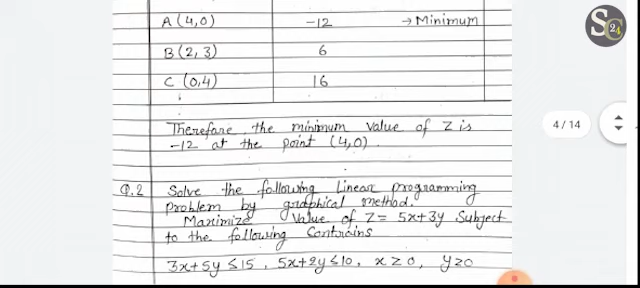 A (4,0) -12 → Minimum
B (2,3) 6
C (0,4) 16
Therefore, the minimum value of Z is
-12 at the point (4,0).
Q.2 Solve the following Linear programming
problem by graphical method.
Maximize Value of Z = 5x+3y Subject
to the following Contrains
3x+5y ≤ 15, 5x+2y ≤ 10, x ≥ 0, y ≥ 0
SC 24
4 / 14